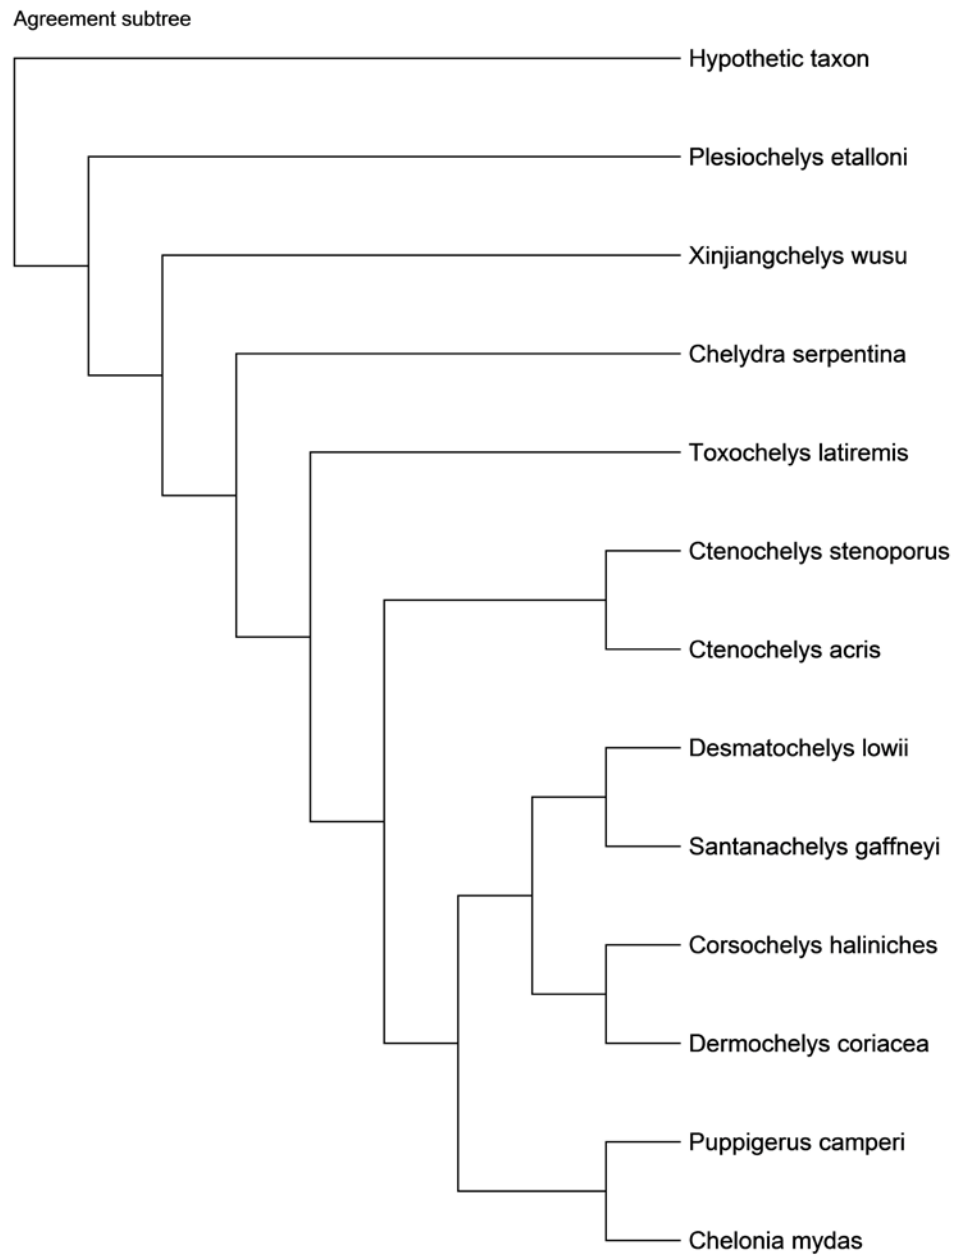 Agreement subtree
Hypothetic taxon
Plesiochelys etalloni
Xinjiangchelys wusu
Chelydra serpentina
Toxochelys latiremis
Ctenochelys stenoporus
Ctenochelys acris
Desmatochelys lowii
Santanachelys gaffneyi
Corsochelys haliniches
Dermochelys coriacea
Puppigerus camperi
Chelonia mydas